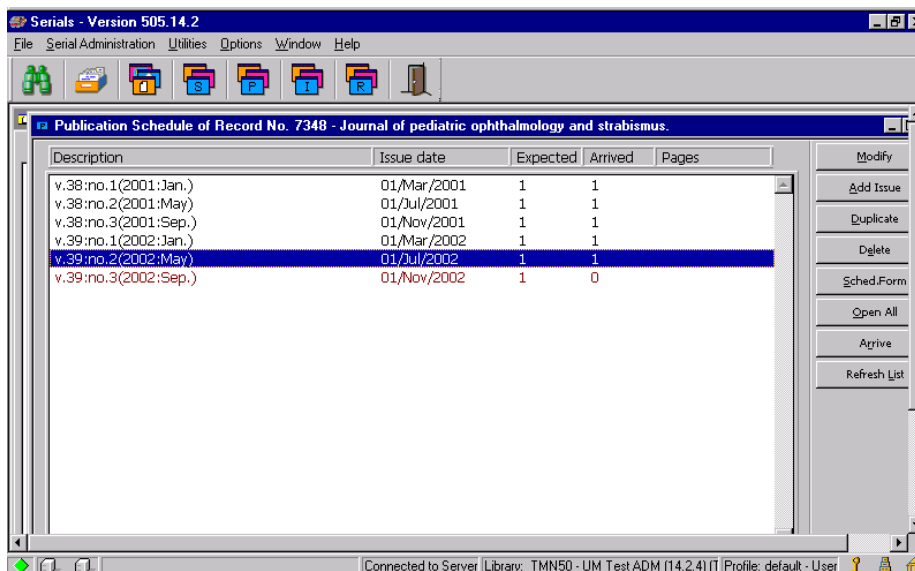 Serials - Version 505.14.2
File Serial Administration Utilities Options Window Help
S P I R
Publication Schedule of Record No. 7348 - Journal of pediatric ophthalmology and strabismus.
Description Issue date Expected Arrived Pages
v.38:no.1(2001:Jan.) 01/Mar/2001 1 1
v.38:no.2(2001:May) 01/Jul/2001 1 1
v.38:no.3(2001:Sep.) 01/Nov/2001 1 1
v.39:no.1(2002:Jan.) 01/Mar/2002 1 1
v.39:no.2(2002:May) 01/Jul/2002 1 1
v.39:no.3(2002:Sep.) 01/Nov/2002 1 0
Modify
Add Issue
Duplicate
Delete
Sched.Form
Open All
Arrive
Refresh List
Connected to Server Library: TMN50 - UM Test ADM (14.2.4) (T Profile: default - User